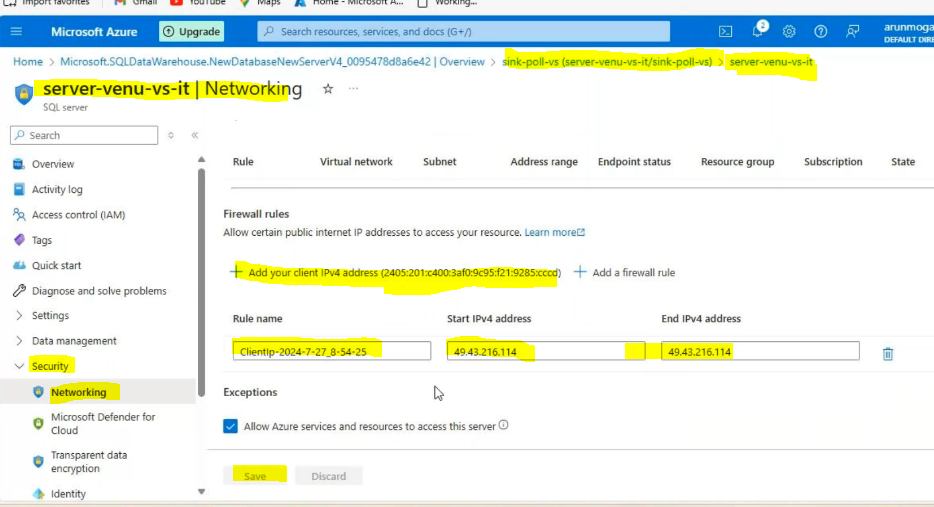 Import favorites Gmail YouTube Maps Home - Microsoft A... Working...
Microsoft Azure Upgrade Search resources, services, and docs (G+/) 2 arunmoga
DEFAULT DIRE
Home > Microsoft.SQLDataWarehouse.NewDatabaseNewServerV4_0095478d8a6e42 | Overview > sink-poll-vs (server-venu-vs-it/sink-poll-vs) > server-venu-vs-it
server-venu-vs-it | Networking ☆ ...
SQL server
Search
Overview
Activity log
Access control (IAM)
Tags
Quick start
Diagnose and solve problems
Settings
Data management
Security
Networking
Microsoft Defender for
Cloud
Transparent data
encryption
Identity
Rule Virtual network Subnet Address range Endpoint status Resource group Subscription State
Firewall rules
Allow certain public internet IP addresses to access your resource. Learn more
+ Add your client IPv4 address (2405:201:c400:3af0:9c95:f21:9285:cccd) + Add a firewall rule
Rule name Start IPv4 address End IPv4 address
ClientIp-2024-7-27_8-54-25 49.43.216.114 49.43.216.114
Exceptions
Allow Azure services and resources to access this server
Save Discard